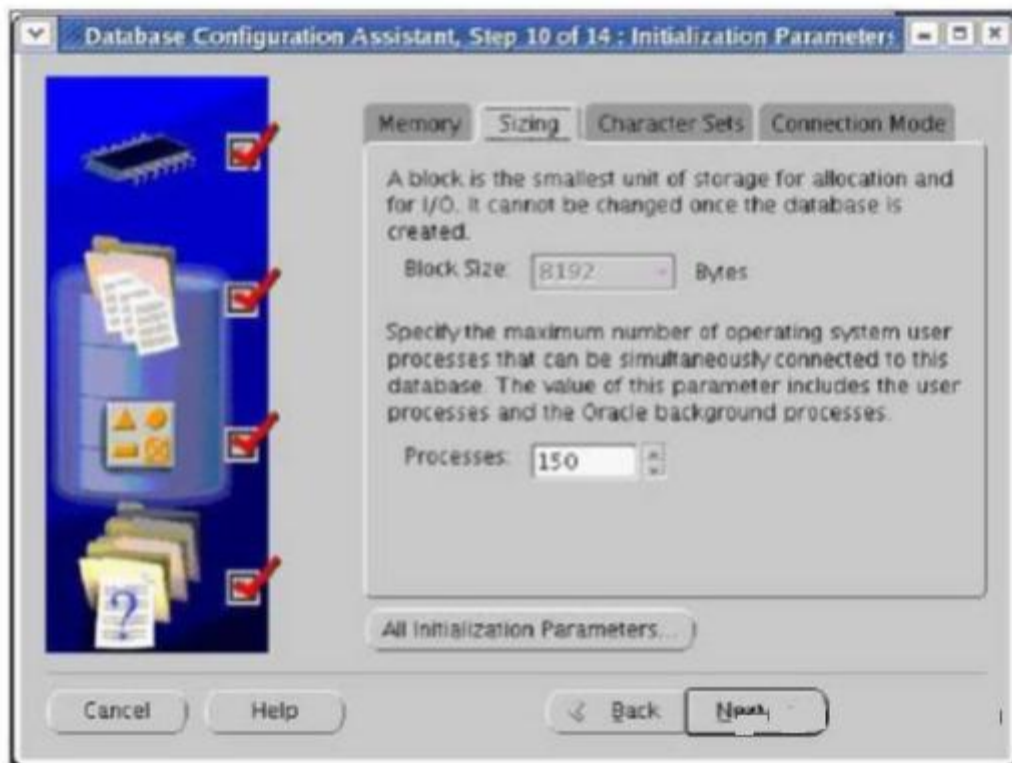 Database Configuration Assistant, Step 10 of 14 : Initialization Parameters
Memory
Sizing
Character Sets
Connection Mode
A block is the smallest unit of storage for allocation and
for I/O. It cannot be changed once the database is
created.
Block Size: 8192 Bytes
Specify the maximum number of operating system user
processes that can be simultaneously connected to this
database. The value of this parameter includes the user
processes and the Oracle background processes.
Processes: 150
?
All Initialization Parameters...
Cancel
Help
Back